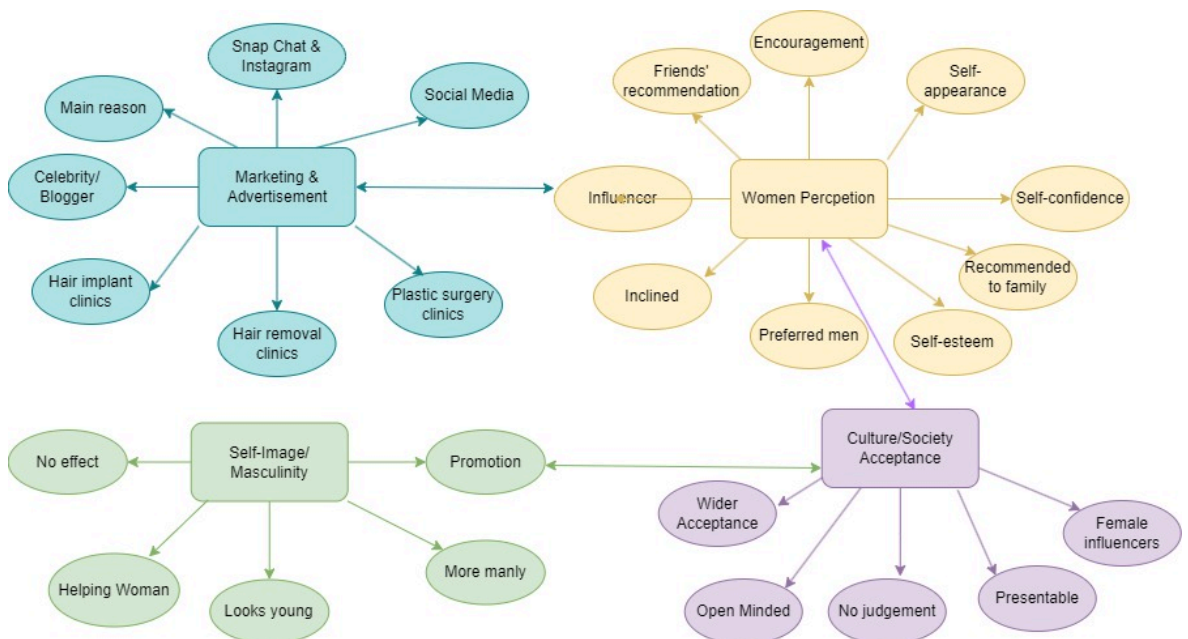 Snap Chat &
Instagram
Main reason
Social Media
Celebrity/
Blogger
Marketing &
Advertisement
Hair implant
clinics
Hair removal
clinics
Plastic surgery
clinics
Encouragement
Friends'
recommendation
Self-
appearance
Influencer
Women Percpetion
Self-confidence
Inclined
Recommended
to family
Preferred men
Self-esteem
No effect
Self-Image/
Masculinity
Promotion
Helping Woman
Looks young
More manly
Culture/Society
Acceptance
Wider
Acceptance
Female
influencers
Open Minded
No judgement
Presentable